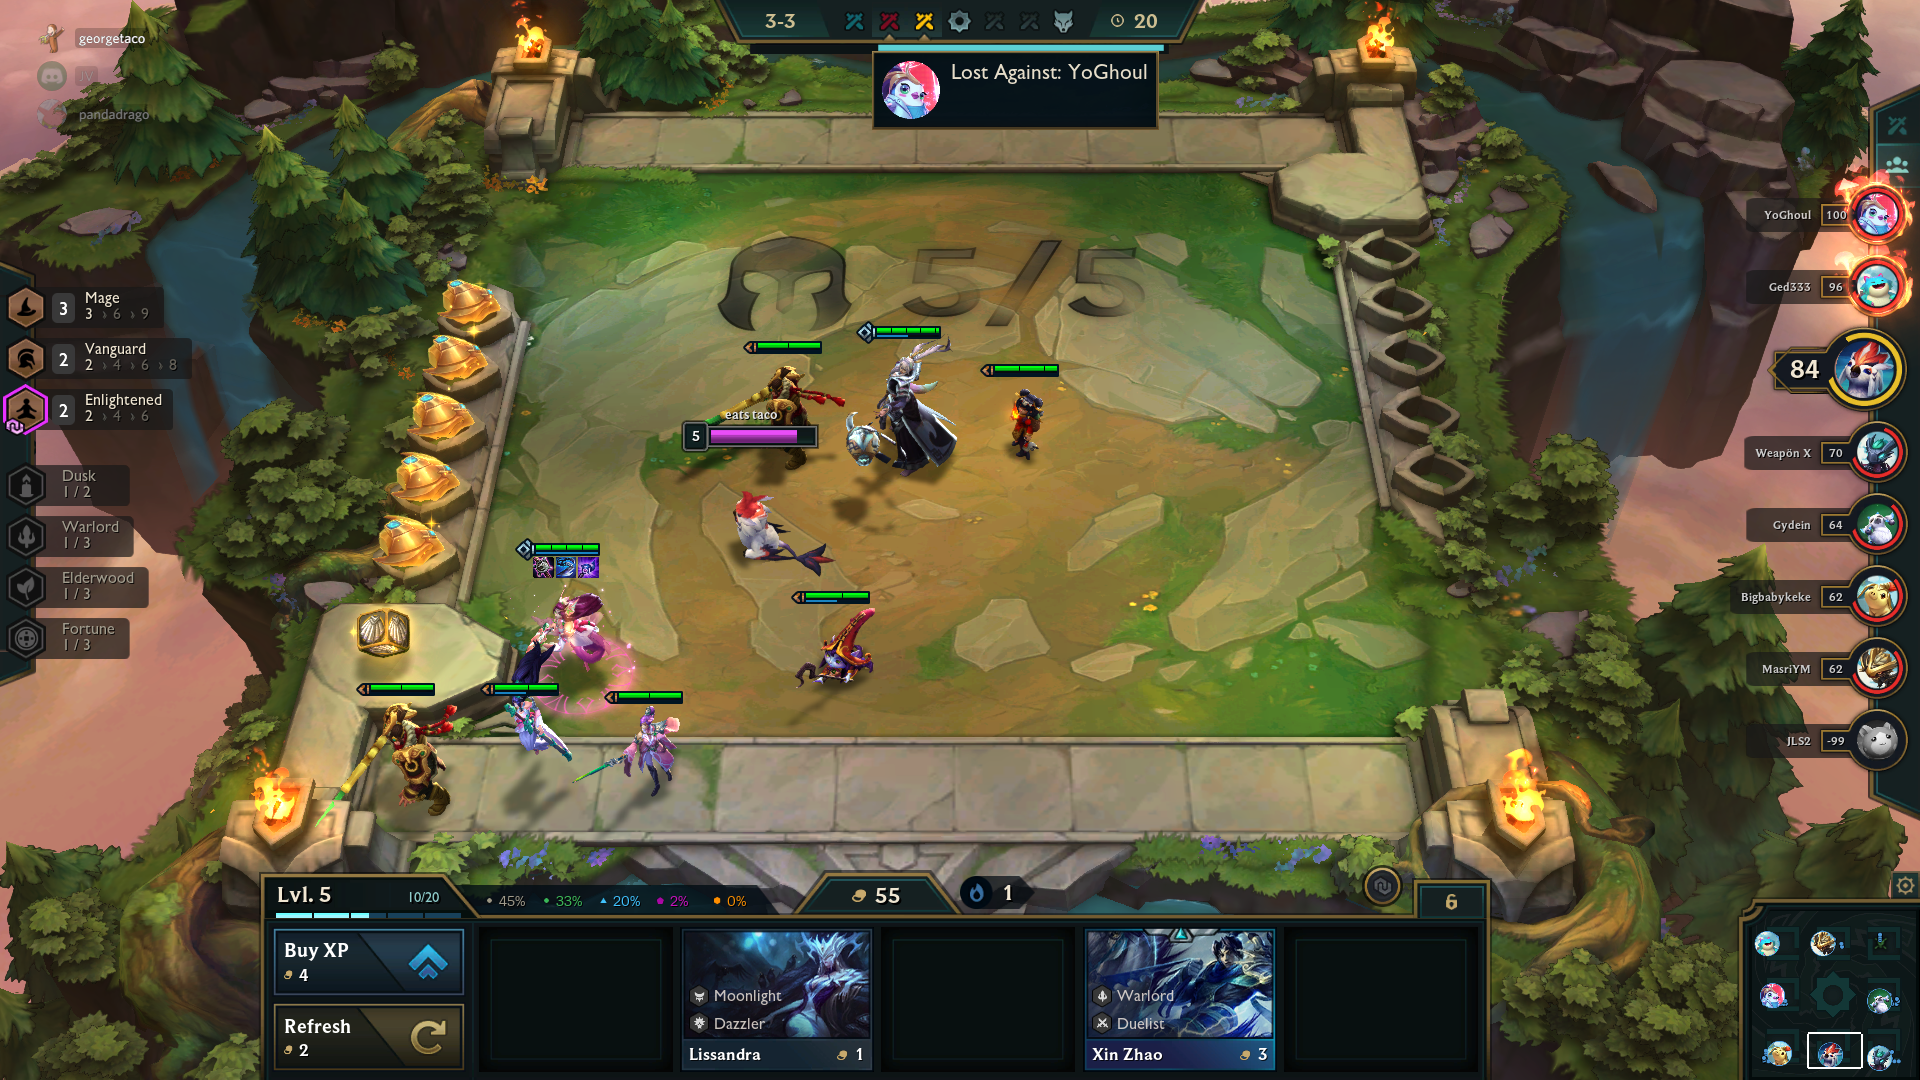 georgetaco
JV
pandadrago
3-3
20
Lost Against: YoGhoul
YoGhoul 100
Ged333 96
84
Weapön X 70
Gydein 64
Bigbabykeke 62
MasriYM 62
JLS2 -99
3 Mage
3 › 6 › 9
2 Vanguard
2 › 4 › 6 › 8
2 Enlightened
2 › 4 › 6
Dusk
1 / 2
Warlord
1 / 3
Elderwood
1 / 3
Fortune
1 / 3
5/5
eats taco
5
Lvl. 5
10/20
45% 33% 20% 2% 0%
55
1
6
Buy XP
4
Refresh
2
Moonlight
Dazzler
Lissandra 1
Warlord
Duelist
Xin Zhao 3